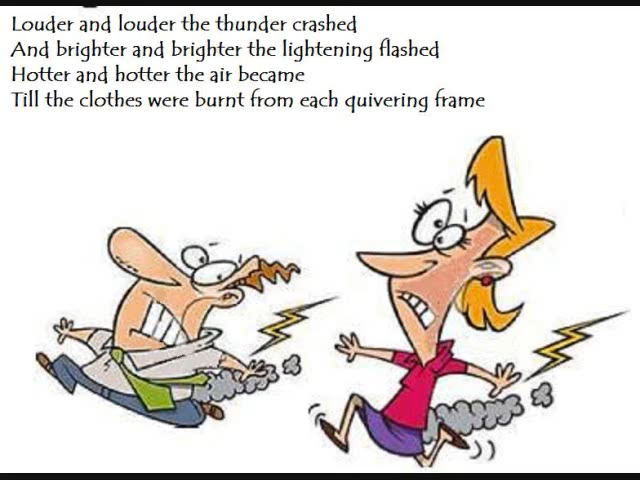 Louder and louder the thunder crashed
And brighter and brighter the lightening flashed
Hotter and hotter the air became
Till the clothes were burnt from each quivering frame